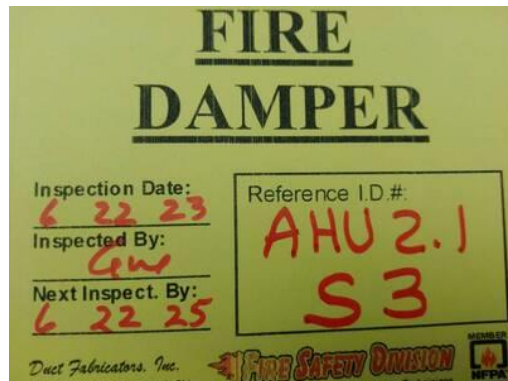 FIRE
DAMPER
Inspection Date:
6 22 23
Inspected By:
Next Inspect. By:
6 22 25
Reference I.D.#:
AHU 2.1
S3
Duct Fabricators, Inc.
FIRE SAFETY DIVISION
MEMBER
NFPA